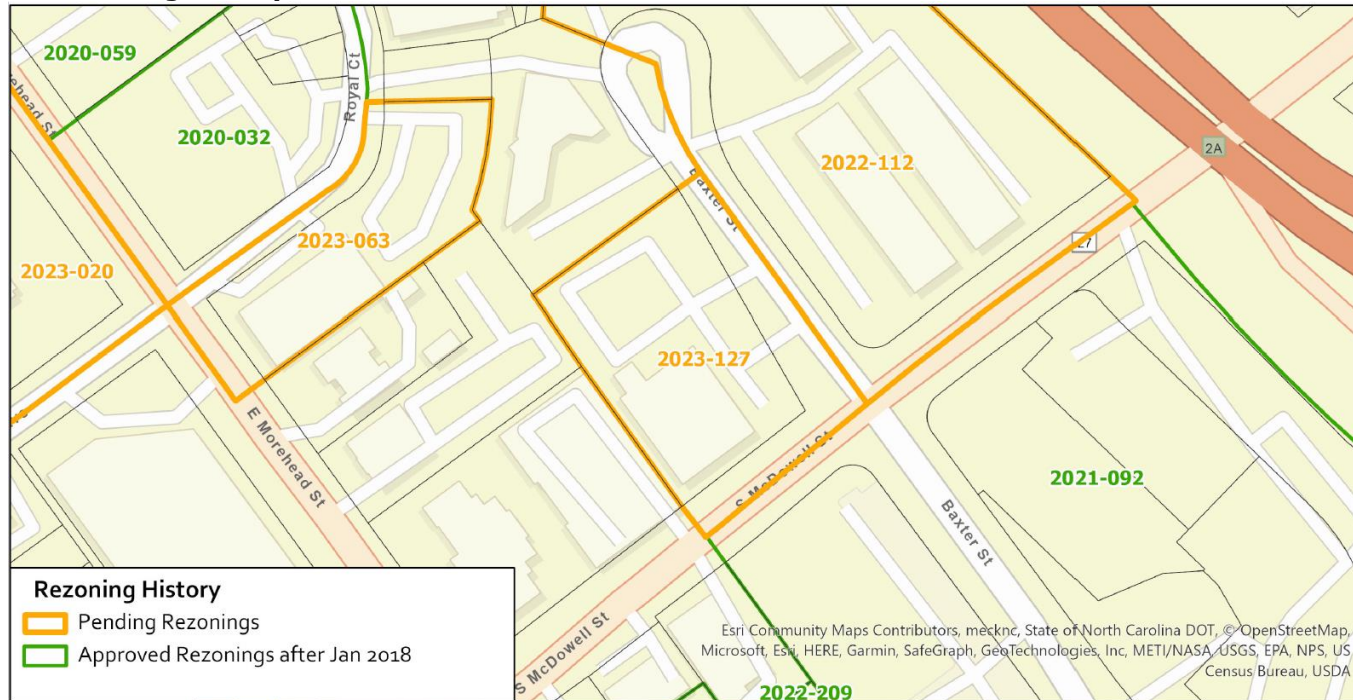 2020-059
Royal Ct
2020-032
2A
2022-112
Baxter St
2023-063
2023-020
27
2023-127
E Morehead St
S McDowell St
2021-092
Baxter St
Rezoning History
Pending Rezonings
Approved Rezonings after Jan 2018
S McDowell St
Esri Community Maps Contributors, mecknc, State of North Carolina DOT, © OpenStreetMap,
Microsoft, Esri, HERE, Garmin, SafeGraph, GeoTechnologies, Inc, METI/NASA, USGS, EPA, NPS, US
Census Bureau, USDA
2022-209